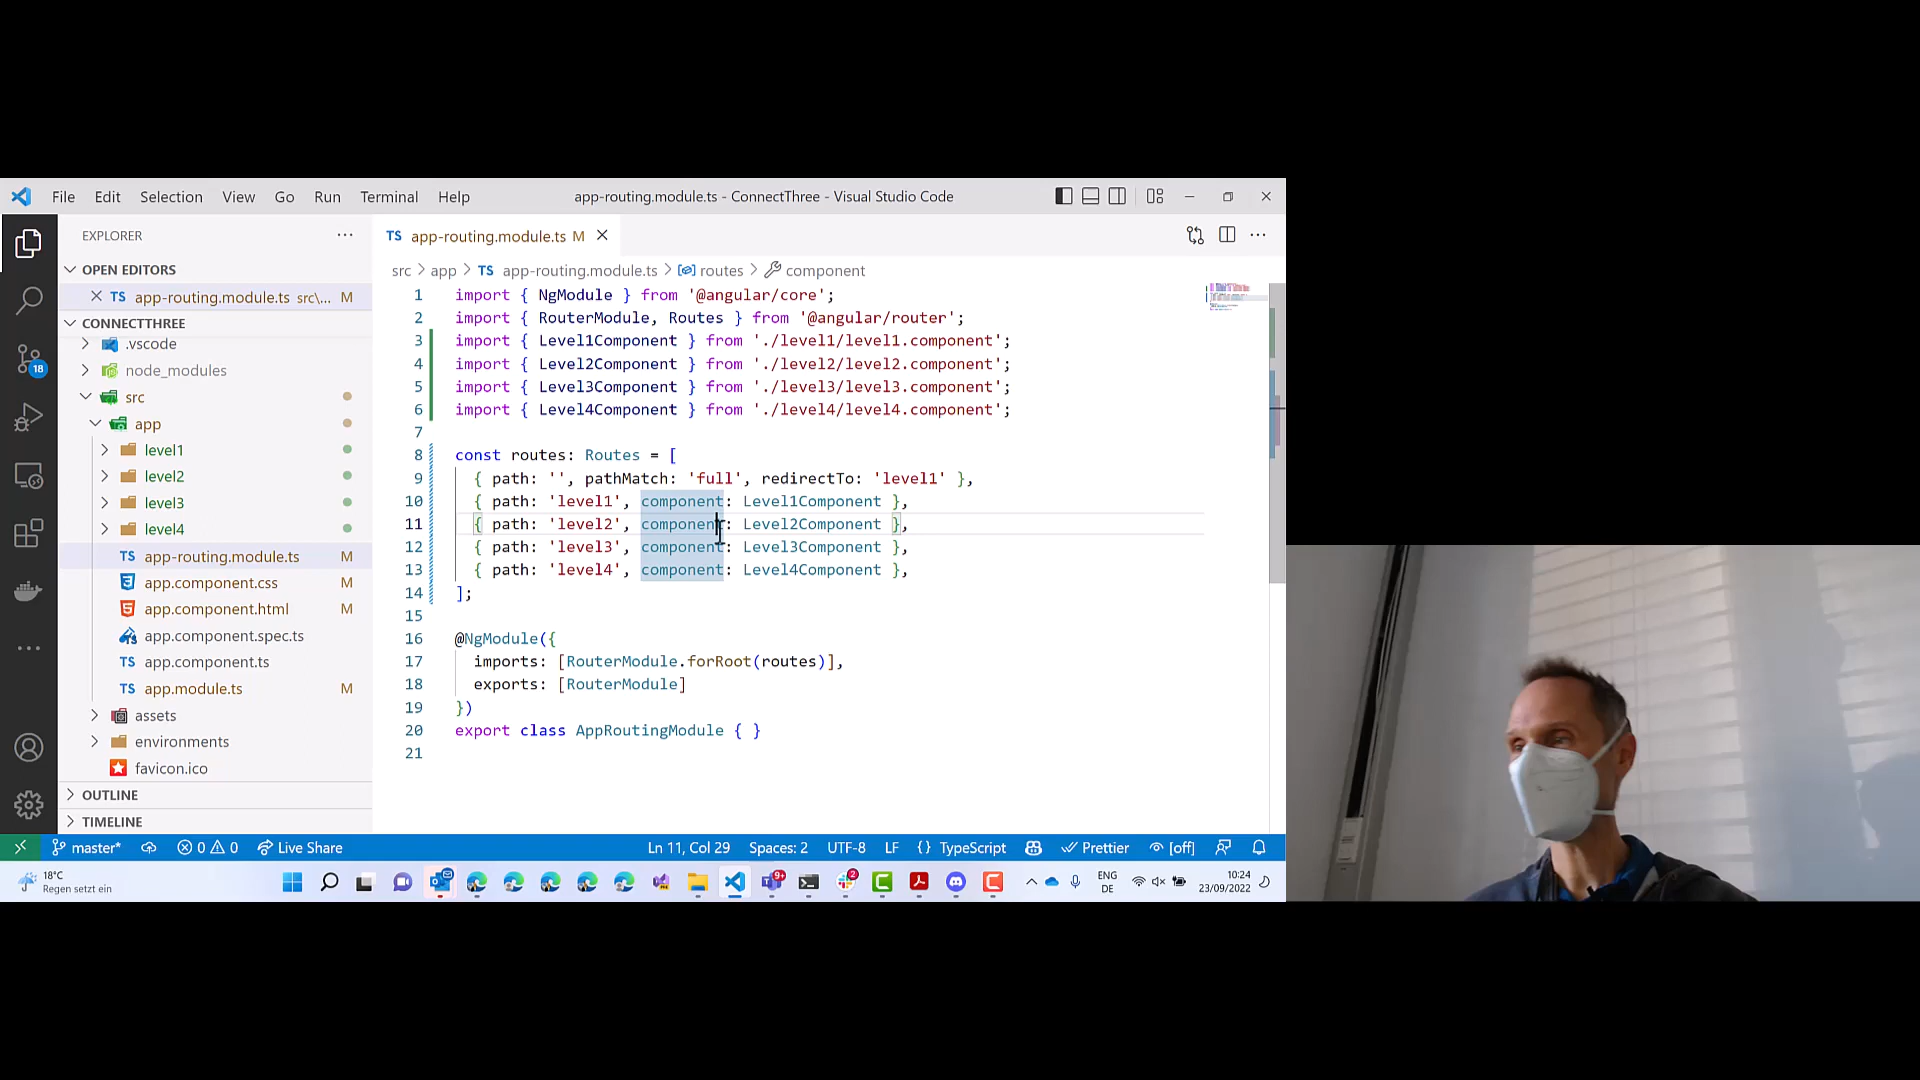 File Edit Selection View Go Run Terminal Help
app-routing.module.ts - ConnectThree - Visual Studio Code
EXPLORER
OPEN EDITORS
TS app-routing.module.ts src\... M
CONNECTTHREE
.vscode
node_modules
src
app
level1
level2
level3
level4
TS app-routing.module.ts M
app.component.css M
app.component.html M
app.component.spec.ts
TS app.component.ts
TS app.module.ts M
assets
environments
favicon.ico
OUTLINE
TIMELINE
18
TS app-routing.module.ts M
src > app > TS app-routing.module.ts > routes > component
1 import { NgModule } from '@angular/core';
2 import { RouterModule, Routes } from '@angular/router';
3 import { Level1Component } from './level1/level1.component';
4 import { Level2Component } from './level2/level2.component';
5 import { Level3Component } from './level3/level3.component';
6 import { Level4Component } from './level4/level4.component';
7
8 const routes: Routes = [
9 { path: '', pathMatch: 'full', redirectTo: 'level1' },
10 { path: 'level1', component: Level1Component },
11 { path: 'level2', component: Level2Component },
12 { path: 'level3', component: Level3Component },
13 { path: 'level4', component: Level4Component },
14 ];
15
16 @NgModule({
17 imports: [RouterModule.forRoot(routes)],
18 exports: [RouterModule]
19 })
20 export class AppRoutingModule { }
21
master* 0 0 Live Share Ln 11, Col 29 Spaces: 2 UTF-8 LF {} TypeScript Prettier [off]
18°C
Regen setzt ein
9+
2
ENG
DE
10:24
23/09/2022